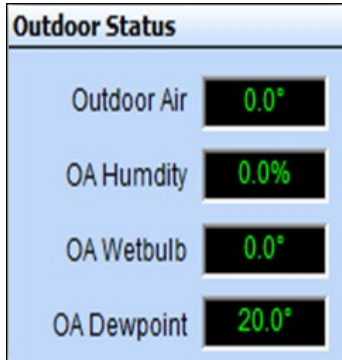 Outdoor Status
Outdoor Air 0.0°
OA Humdity 0.0%
OA Wetbulb 0.0°
OA Dewpoint 20.0°